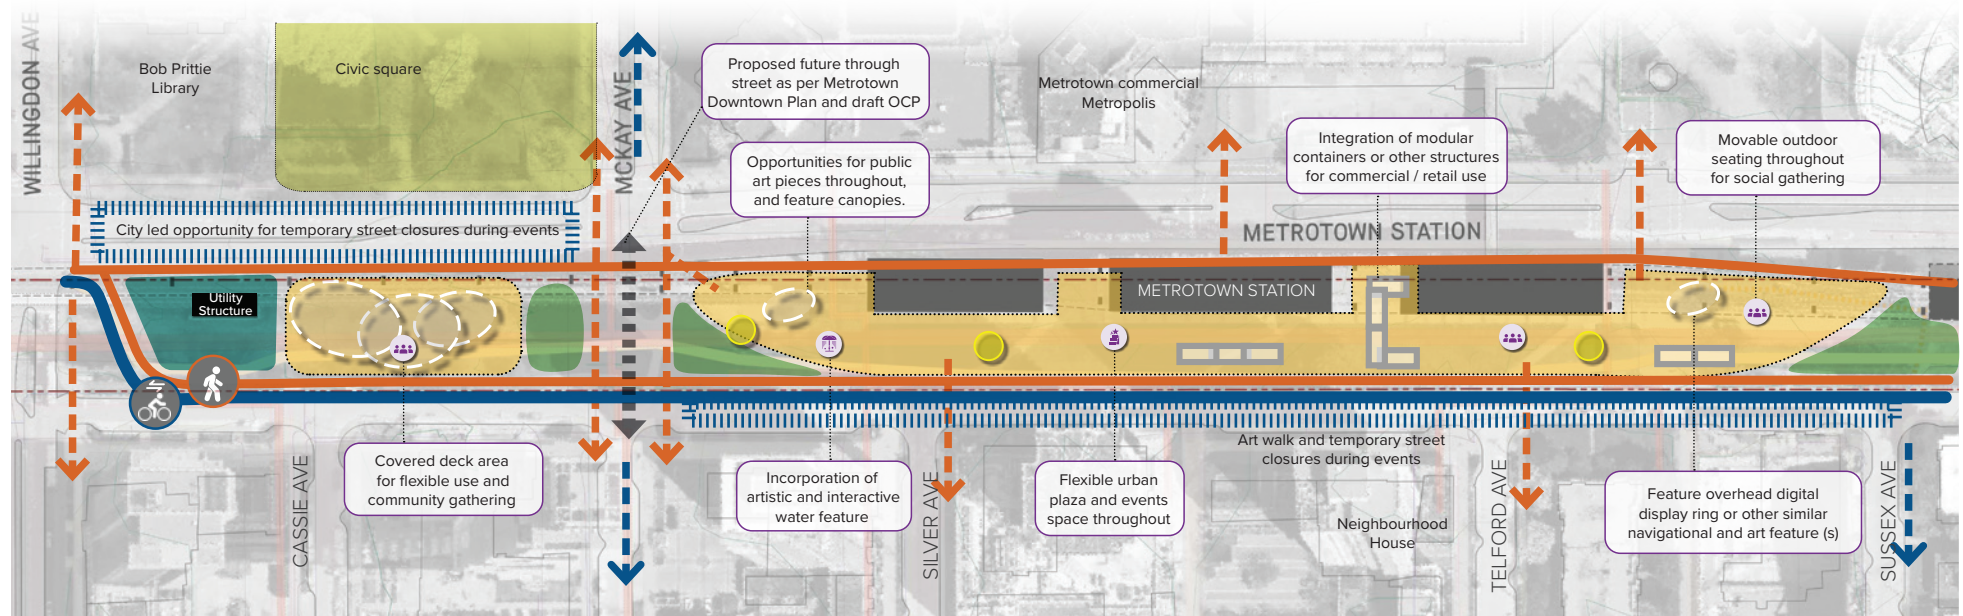 WILLINGDON AVE
Bob Prittie
Library
Civic square
MCKAY AVE
Proposed future through
street as per Metrotown
Downtown Plan and draft OCP
Metrotown commercial
Metropolis
Opportunities for public
art pieces throughout,
and feature canopies.
Integration of modular
containers or other structures
for commercial / retail use
Movable outdoor
seating throughout
for social gathering
City led opportunity for temporary street closures during events
METROTOWN STATION
Utility
Structure
METROTOWN STATION
Covered deck area
for flexible use and
community gathering
Incorporation of
artistic and interactive
water feature
Flexible urban
plaza and events
space throughout
Art walk and temporary street
closures during events
Neighbourhood
House
Feature overhead digital
display ring or other similar
navigational and art feature (s)
CASSIE AVE
SILVER AVE
TELFORD AVE
SUSSEX AVE